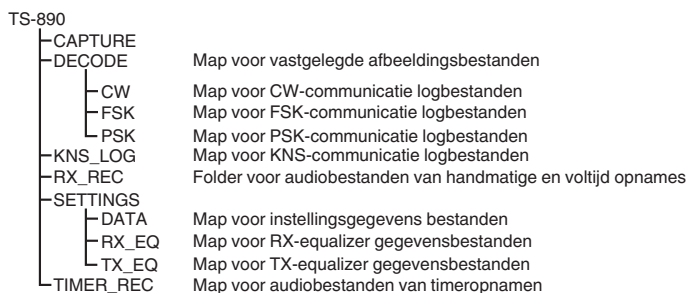 TS-890
CAPTURE
DECODE Map voor vastgelegde afbeeldingsbestanden
CW Map voor CW-communicatie logbestanden
FSK Map voor FSK-communicatie logbestanden
PSK Map voor PSK-communicatie logbestanden
KNS_LOG Map voor KNS-communicatie logbestanden
RX_REC Folder voor audiobestanden van handmatige en voltijd opnames
SETTINGS
DATA Map voor instellingsgegevens bestanden
RX_EQ Map voor RX-equalizer gegevensbestanden
TX_EQ Map voor TX-equalizer gegevensbestanden
TIMER_REC Map voor audiobestanden van timeropnamen